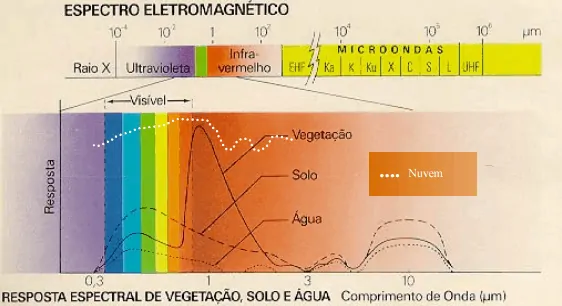 ESPECTRO ELETROMAGNÉTICO
10⁻⁴ 10⁻² 1 10² 10⁴ 10⁵ 10⁶ µm
Raio X Ultravioleta Infra-vermelho MICROONDAS
EHF Ka K Ku X C S L UHF
Visível
Resposta
Vegetação
Solo
Nuvem
Água
0,3 1 3 10
RESPOSTA ESPECTRAL DE VEGETAÇÃO, SOLO E ÁGUA Comprimento de Onda (µm)